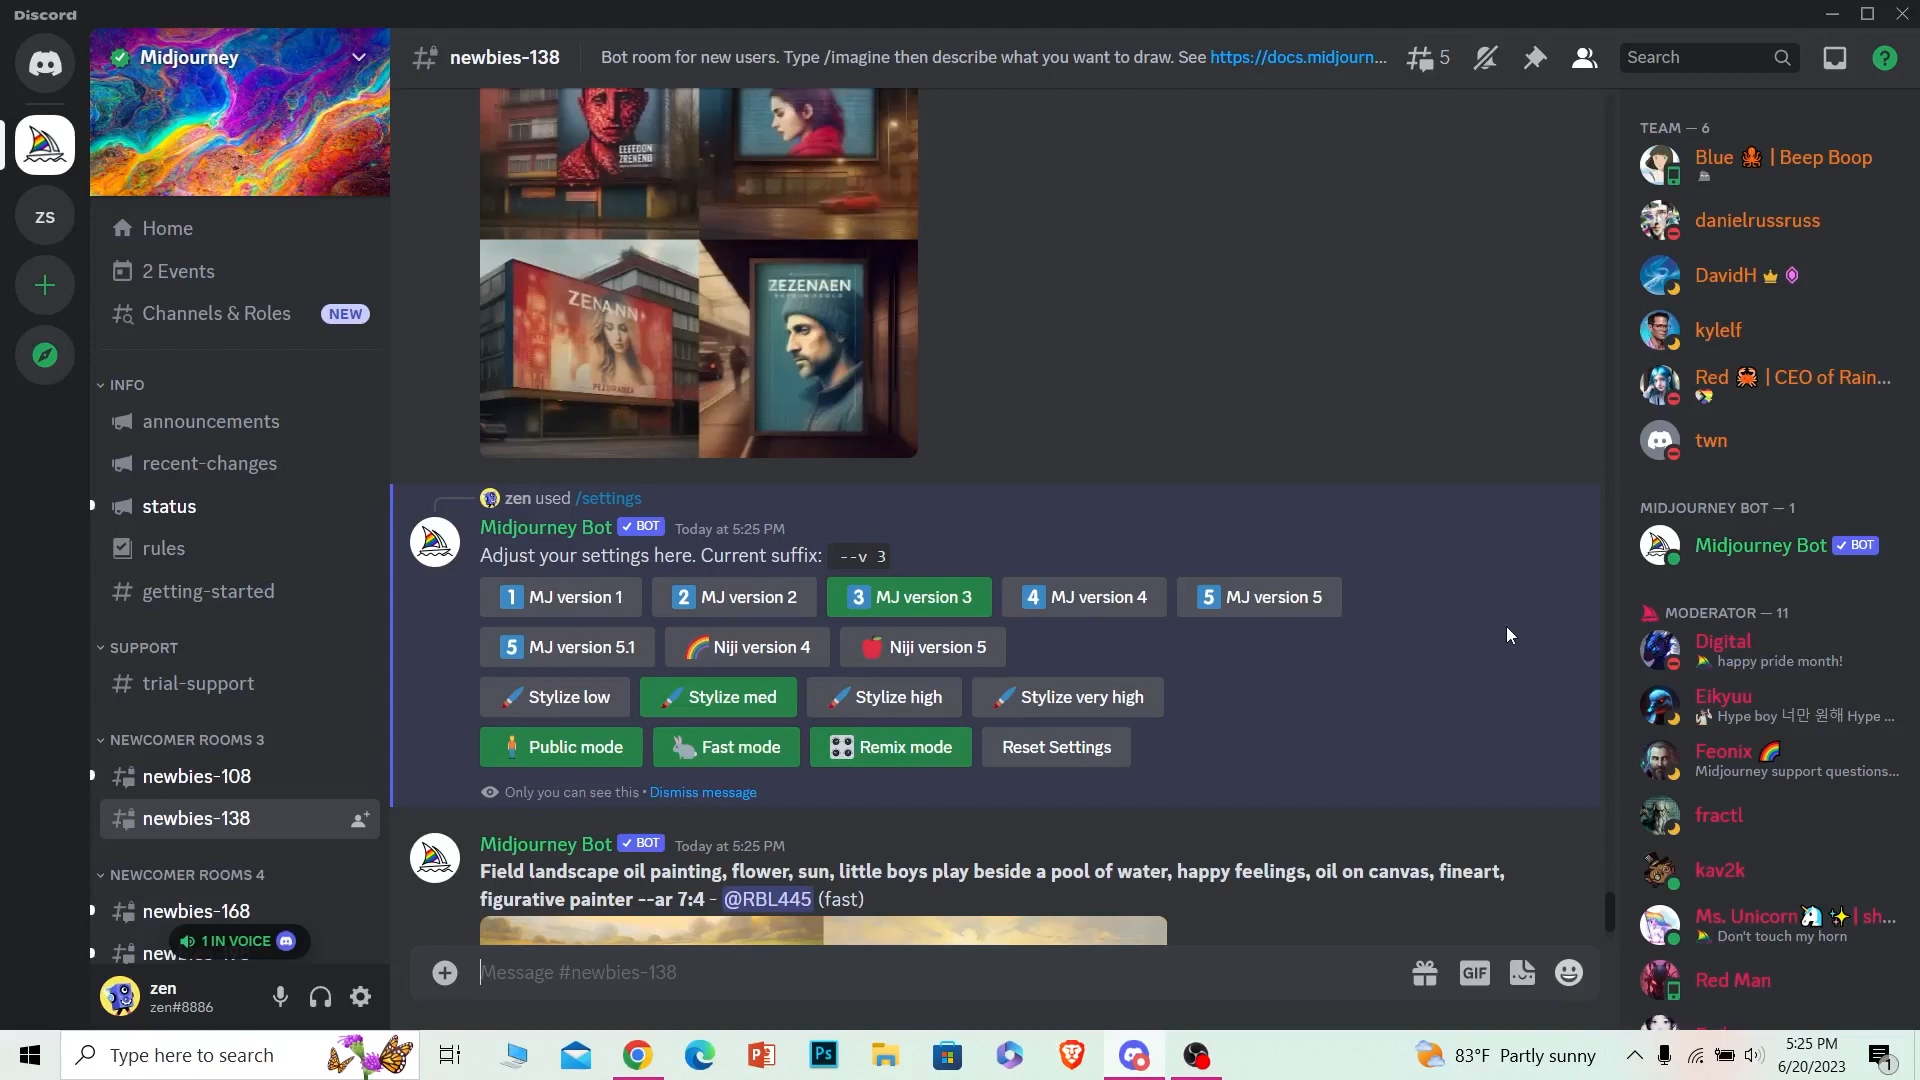 Discord
Midjourney
newbies-138
Bot room for new users. Type /imagine then describe what you want to draw. See https://docs.midjourn...
5
Search
ZS
Home
2 Events
Channels & Roles
NEW
INFO
announcements
recent-changes
status
rules
getting-started
SUPPORT
trial-support
NEWCOMER ROOMS 3
newbies-108
newbies-138
NEWCOMER ROOMS 4
newbies-168
1 IN VOICE
zen
zen#8886
EEEEDON
ZREKEND
ZENANN
ZEZENAEN
zen used /settings
Midjourney Bot ✓ BOT Today at 5:25 PM
Adjust your settings here. Current suffix: --v 3
1 MJ version 1
2 MJ version 2
3 MJ version 3
4 MJ version 4
5 MJ version 5
5 MJ version 5.1
Niji version 4
Niji version 5
Stylize low
Stylize med
Stylize high
Stylize very high
Public mode
Fast mode
Remix mode
Reset Settings
Only you can see this • Dismiss message
Midjourney Bot ✓ BOT Today at 5:25 PM
Field landscape oil painting, flower, sun, little boys play beside a pool of water, happy feelings, oil on canvas, fineart,
figurative painter --ar 7:4 - @RBL445 (fast)
Message #newbies-138
GIF
TEAM — 6
Blue 🐙 | Beep Boop
danielrussruss
DavidH
kylelf
Red 🦀 | CEO of Rain...
twn
MIDJOURNEY BOT — 1
Midjourney Bot ✓ BOT
MODERATOR — 11
Digital
happy pride month!
Eikyuu
Hype boy 너만 원해 Hype ...
Feonix 🌈
Midjourney support questions...
fractl
kav2k
Ms. Unicorn 🦄 ✨ | sh...
Don't touch my horn
Red Man
Type here to search
Ps
83°F Partly sunny
5:25 PM
6/20/2023
1